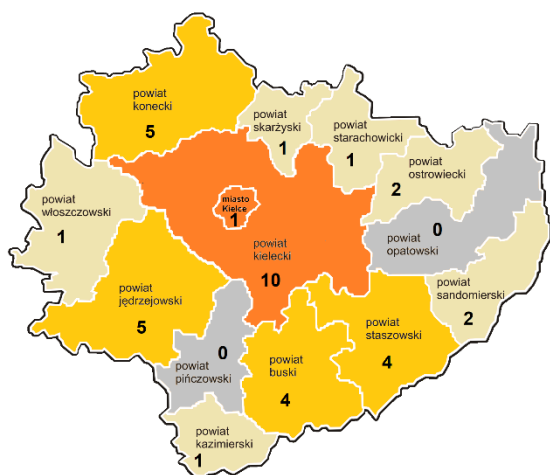 powiat
konecki
5
powiat
skarżyski
1
powiat
starachowicki
1
powiat
ostrowiecki
2
powiat
włoszczowski
1
miasto
Kielce
1
powiat
kielecki
10
0
powiat
opatowski
powiat
sandomierski
2
powiat
jędrzejowski
5
0
powiat
pińczowski
powiat
buski
4
powiat
staszowski
4
powiat
kazimierski
1